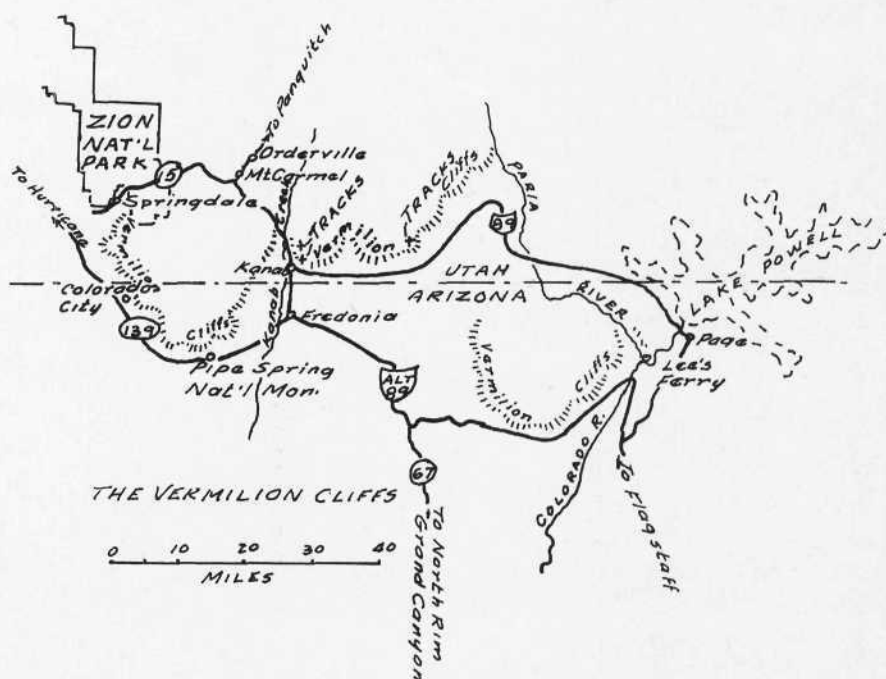 To Panquitch
ZION
NAT'L
PARK
15
Orderville
Mt Carmel
To Hurricane
Springdale
Creek
TRACKS
Vermilion
TRACKS
Cliffs
PARIA
89
Kanab
UTAH
ARIZONA
LAKE POWELL
Colorado
City
139
Cliffs
Kanab
Fredonia
RIVER
Page
Pipe Spring
Nat'l Mon.
ALT
89
Vermilion
Cliffs
Lee's
Ferry
67
COLORADO R.
To Flagstaff
To North Rim
Grand Canyon
THE VERMILION CLIFFS
0 10 20 30 40
MILES